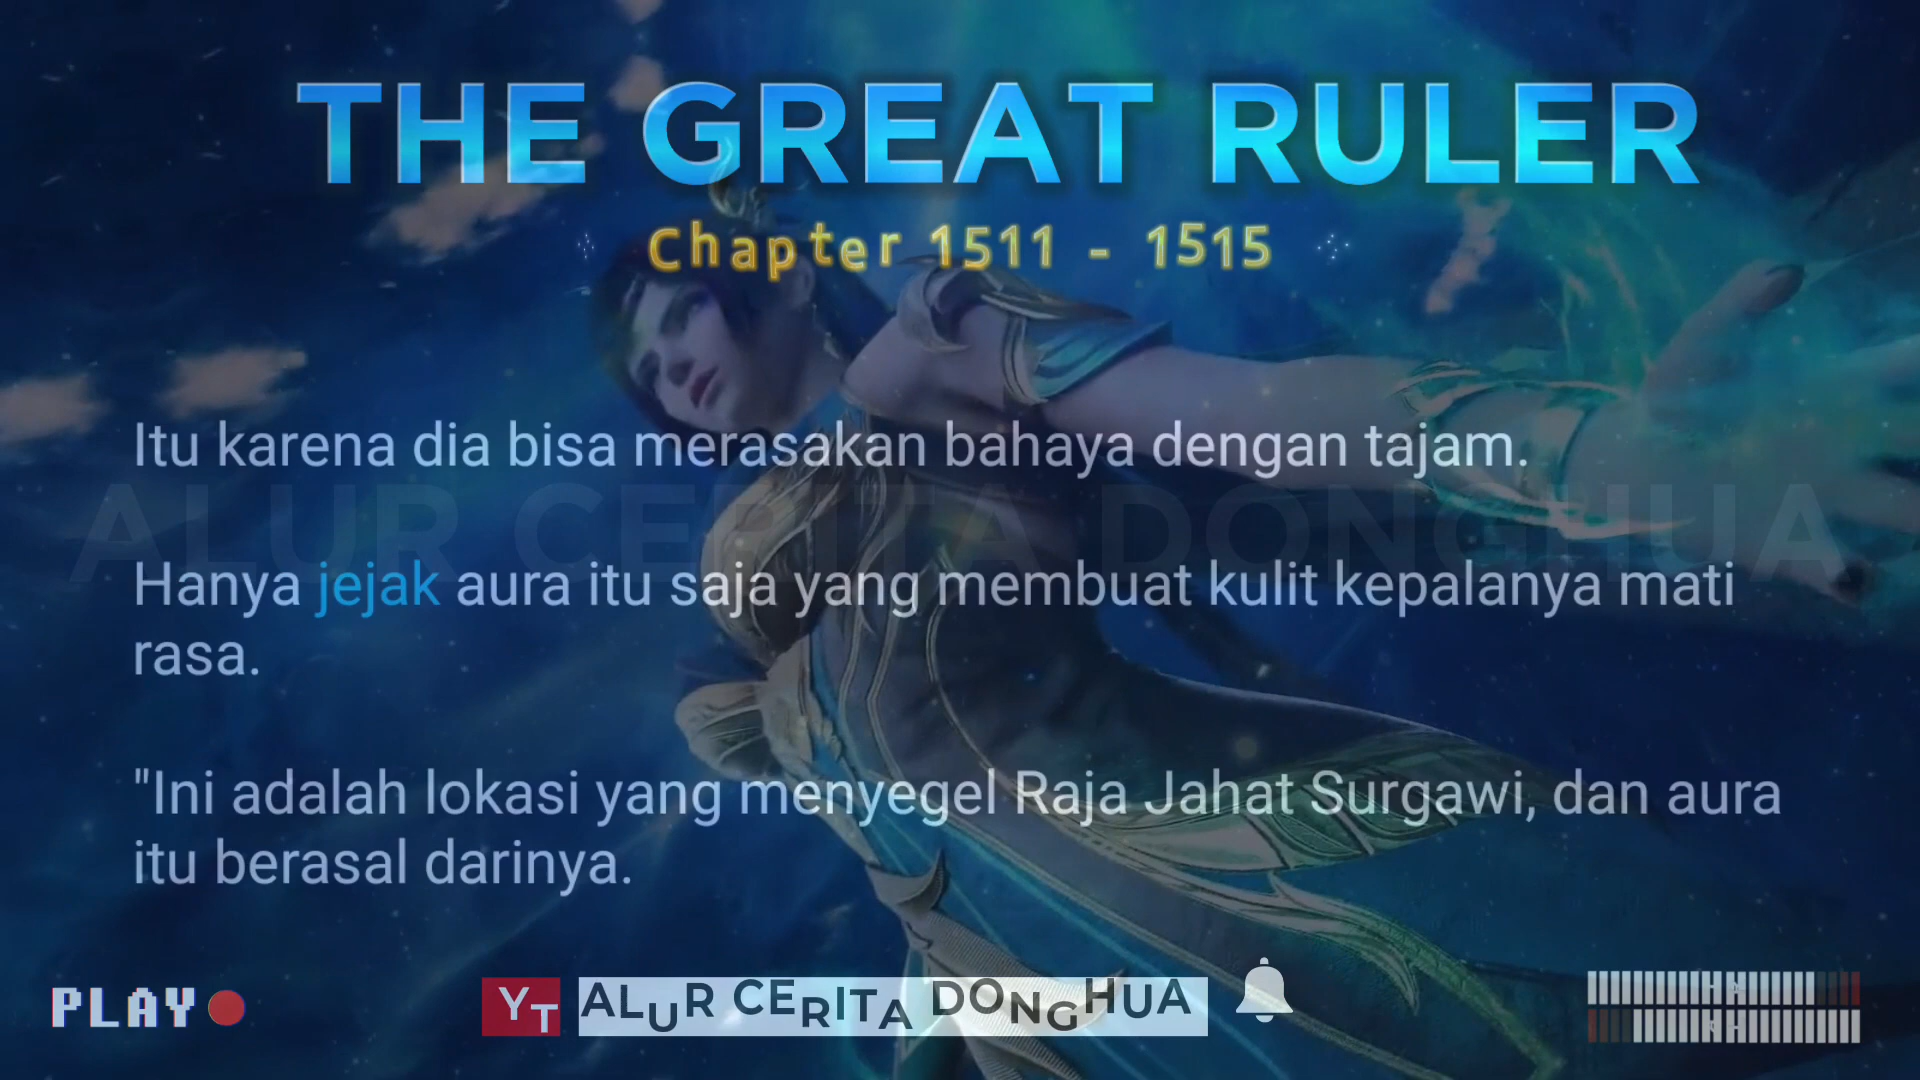 THE GREAT RULER
Chapter 1511 - 1515
Itu karena dia bisa merasakan bahaya dengan tajam.
ALUR CERITA DONGHUA
Hanya jejak aura itu saja yang membuat kulit kepalanya mati
rasa.
"Ini adalah lokasi yang menyegel Raja Jahat Surgawi, dan aura
itu berasal darinya.
PLAY
YT ALUR CERITA DONGHUA